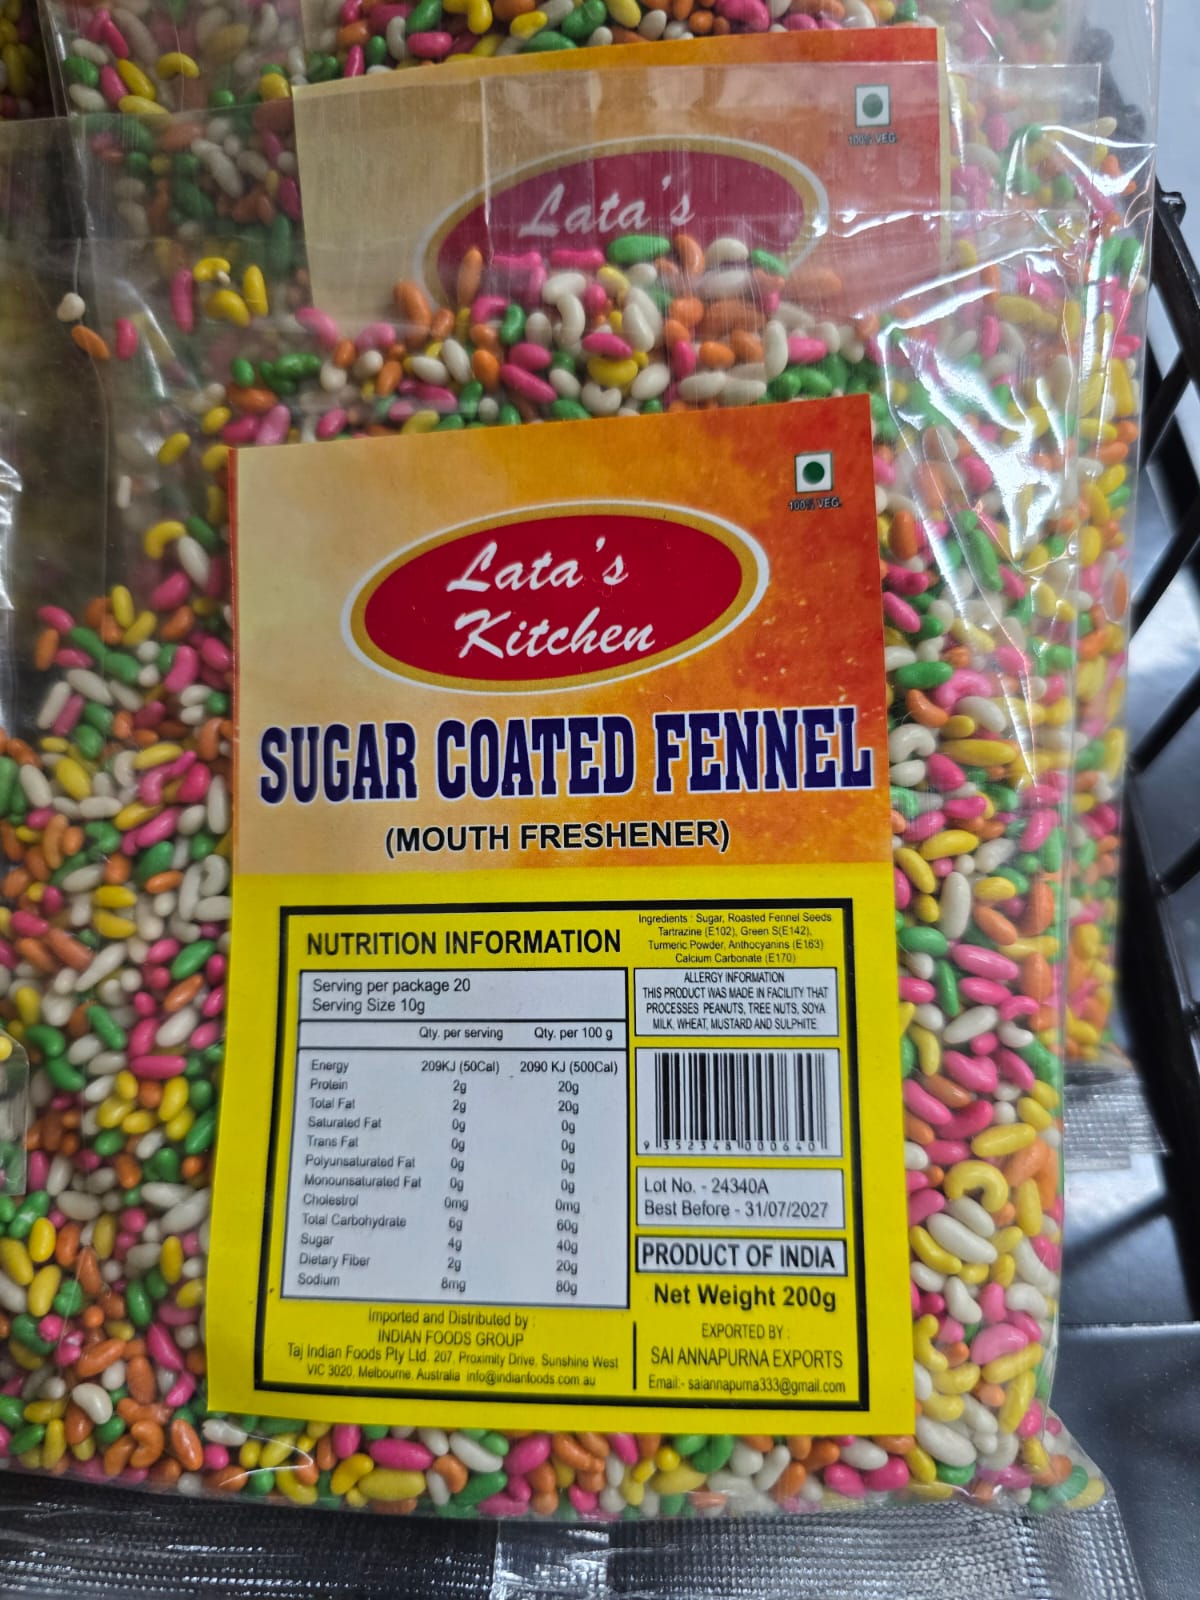 100% VEG.
Lata's
100% VEG.
Lata's
Kitchen
SUGAR COATED FENNEL
(MOUTH FRESHENER)
NUTRITION INFORMATION
Serving per package 20
Serving Size 10g
Qty. per serving Qty. per 100 g
Energy 209KJ (50Cal) 2090 KJ (500Cal)
Protein 2g 20g
Total Fat 2g 20g
Saturated Fat 0g 0g
Trans Fat 0g 0g
Polyunsaturated Fat 0g 0g
Monounsaturated Fat 0g 0g
Cholestrol 0mg 0mg
Total Carbohydrate 6g 60g
Sugar 4g 40g
Dietary Fiber 2g 20g
Sodium 8mg 80g
Ingredients : Sugar, Roasted Fennel Seeds
Tartrazine (E102), Green S(E142),
Turmeric Powder, Anthocyanins (E163)
Calcium Carbonate (E170)
ALLERGY INFORMATION
THIS PRODUCT WAS MADE IN FACILITY THAT
PROCESSES PEANUTS, TREE NUTS, SOYA
MILK, WHEAT, MUSTARD AND SULPHITE
9 352348 000640
Lot No. - 24340A
Best Before - 31/07/2027
PRODUCT OF INDIA
Net Weight 200g
Imported and Distributed by :
INDIAN FOODS GROUP
Taj Indian Foods Pty Ltd. 207, Proximity Drive, Sunshine West
VIC 3020, Melbourne, Australia info@indianfoods.com.au
EXPORTED BY :
SAI ANNAPURNA EXPORTS
Email:- saiannapurna333@gmail.com